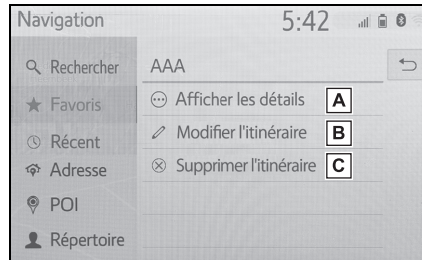 Navigation 5:42
Rechercher
Favoris
Récent
Adresse
POI
Répertoire
AAA
Afficher les détails A
Modifier l'itinéraire B
Supprimer l'itinéraire C